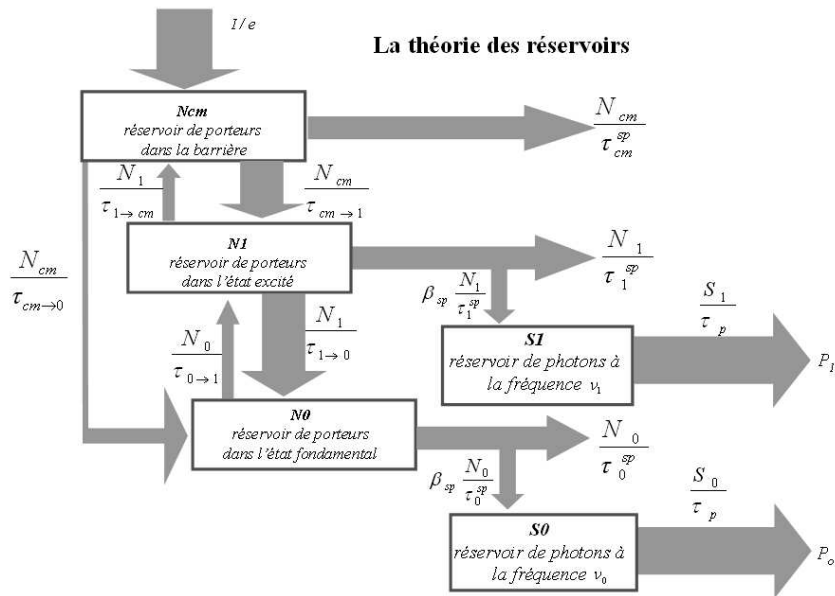 I/e
La théorie des réservoirs
Ncm
réservoir de porteurs
dans la barrière
N_cm / τ_cm^sp
N_1 / τ_1→cm
N_cm / τ_cm→1
N_cm / τ_cm→0
N1
réservoir de porteurs
dans l'état excité
N_1 / τ_1^sp
β_sp N_1 / τ_1^sp
N_0 / τ_0→1
N_1 / τ_1→0
S1
réservoir de photons à
la fréquence ν₁
S_1 / τ_p
P_1
N0
réservoir de porteurs
dans l'état fondamental
N_0 / τ_0^sp
β_sp N_0 / τ_0^sp
S0
réservoir de photons à
la fréquence ν₀
S_0 / τ_p
P_o